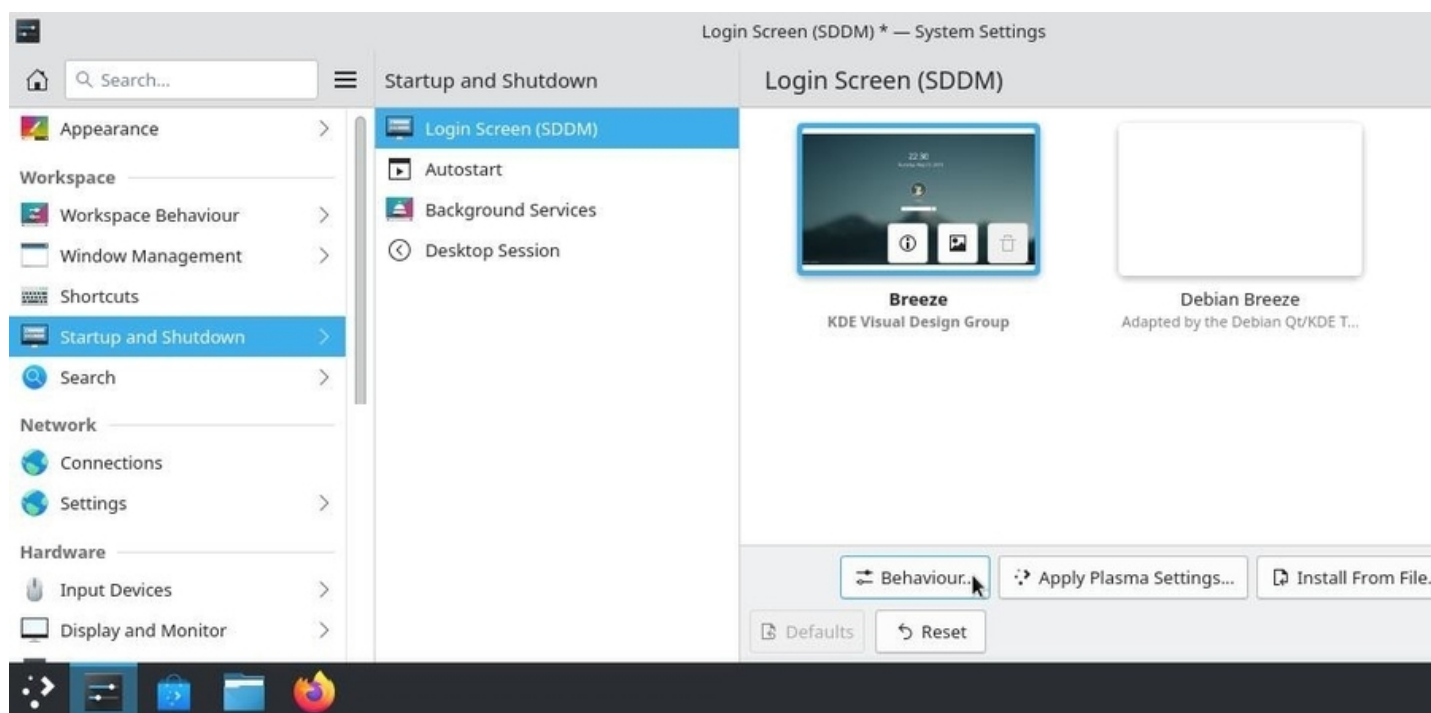 Login Screen (SDDM) * — System Settings
Search...
Startup and Shutdown
Login Screen (SDDM)
Appearance
Workspace
Workspace Behaviour
Window Management
Shortcuts
Startup and Shutdown
Search
Network
Connections
Settings
Hardware
Input Devices
Display and Monitor
Login Screen (SDDM)
Autostart
Background Services
Desktop Session
22:30
Breeze
KDE Visual Design Group
Debian Breeze
Adapted by the Debian Qt/KDE T...
Behaviour...
Apply Plasma Settings...
Install From File.
Defaults
Reset